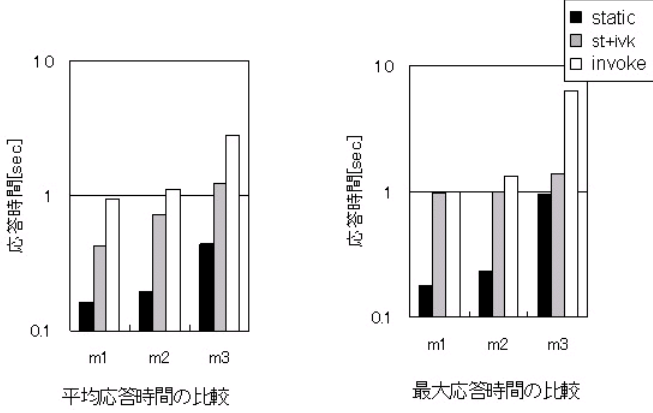 static
st+ivk
invoke
10
1
0.1
応答時間[sec]
m1 m2 m3
平均応答時間の比較
10
1
0.1
応答時間[sec]
m1 m2 m3
最大応答時間の比較